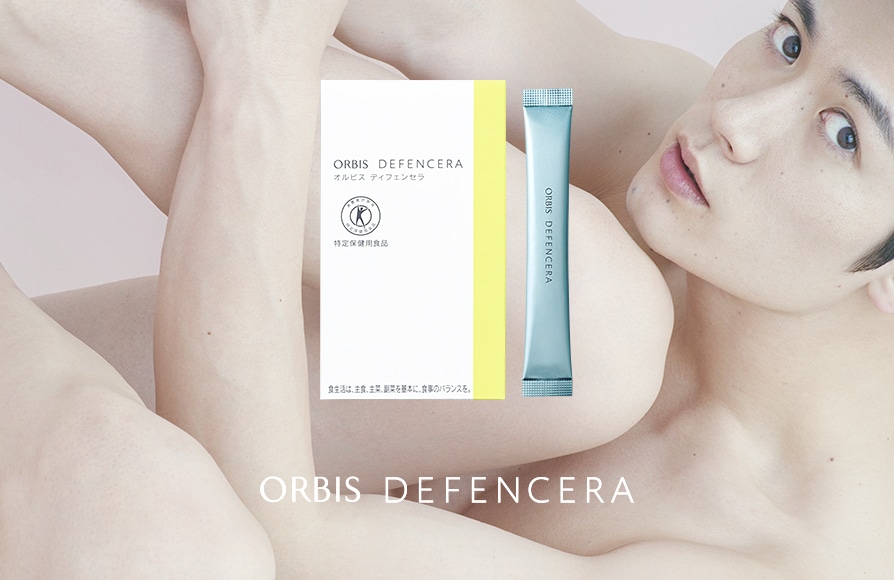 ORBIS DEFENCERA
オルビス ディフェンセラ
特定保健用食品
食生活は、主食、主菜、副菜を基本に、食事のバランスを。
ORBIS DEFENCERA
ORBIS DEFENCERA